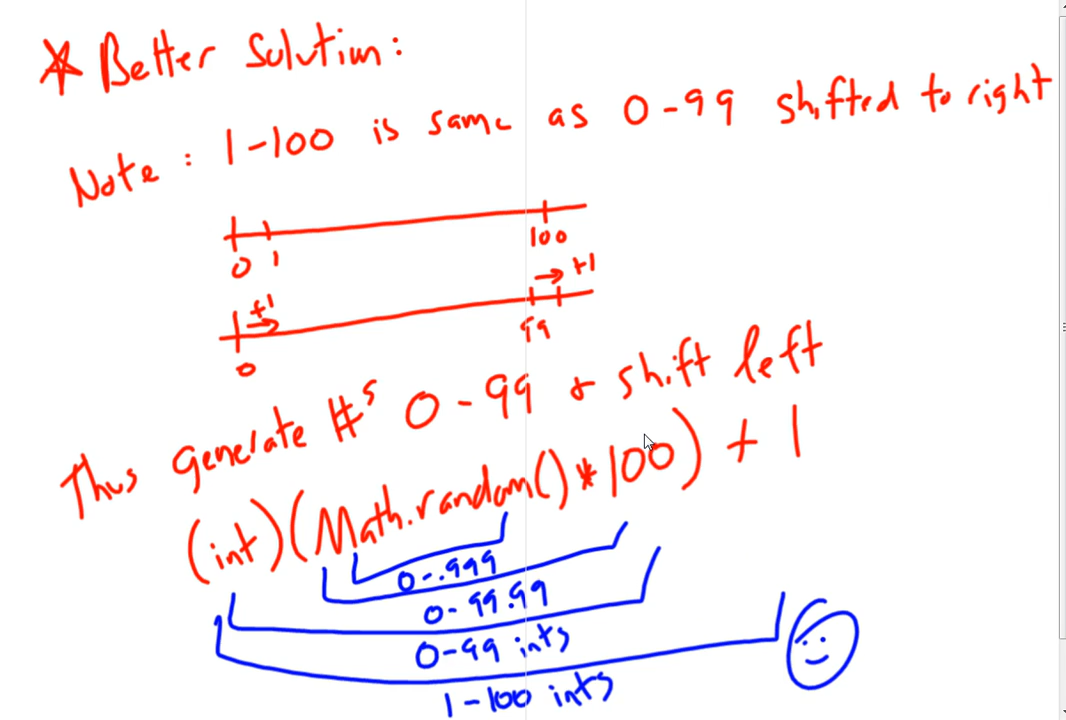 * Better Solution:
Note: 1-100 is same as 0-99 shifted to right
0 1 100
+1 → +1
0 99
Thus generate #s 0-99 & shift left
(int)(Math.random()*100) + 1
0-.999
0-99.99
0-99 ints
1-100 ints